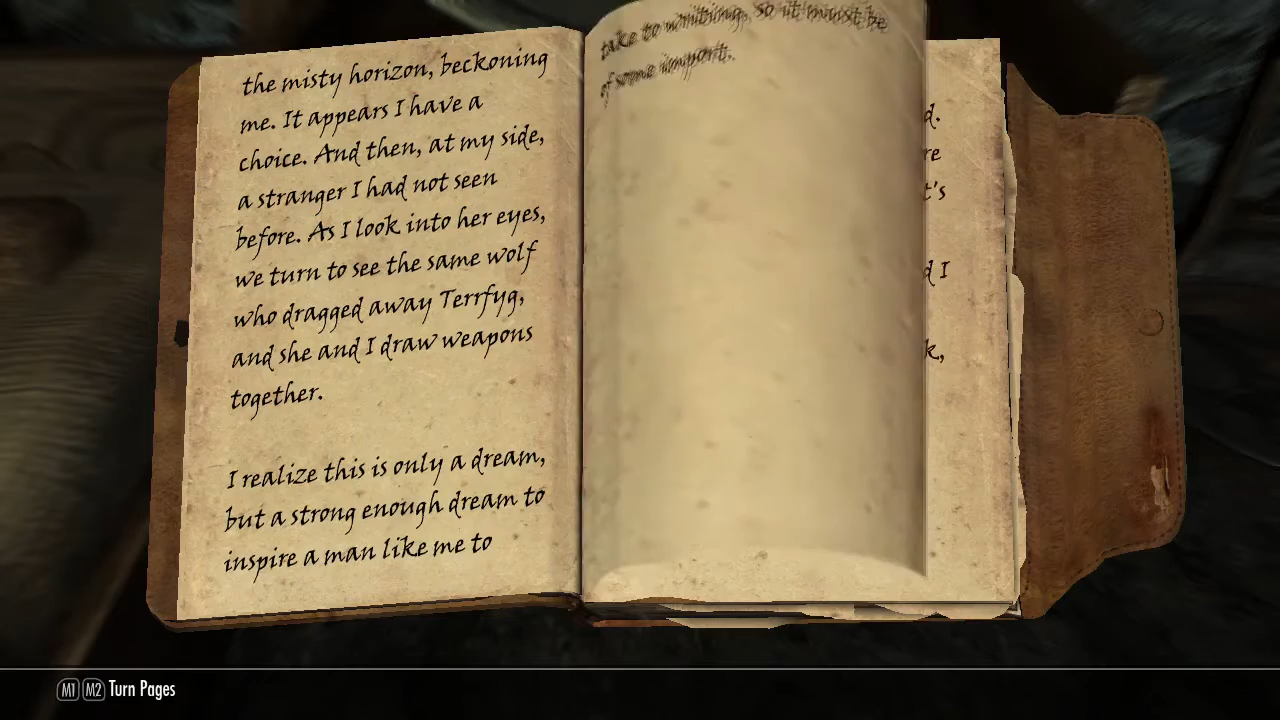 the misty horizon, beckoning
me. It appears I have a
choice. And then, at my side,
a stranger I had not seen
before. As I look into her eyes,
we turn to see the same wolf
who dragged away Terrfyg,
and she and I draw weapons
together.
I realize this is only a dream,
but a strong enough dream to
inspire a man like me to
take to writing, so it must be
of some import.
d.
re
t's
d I
k,
M1 M2 Turn Pages